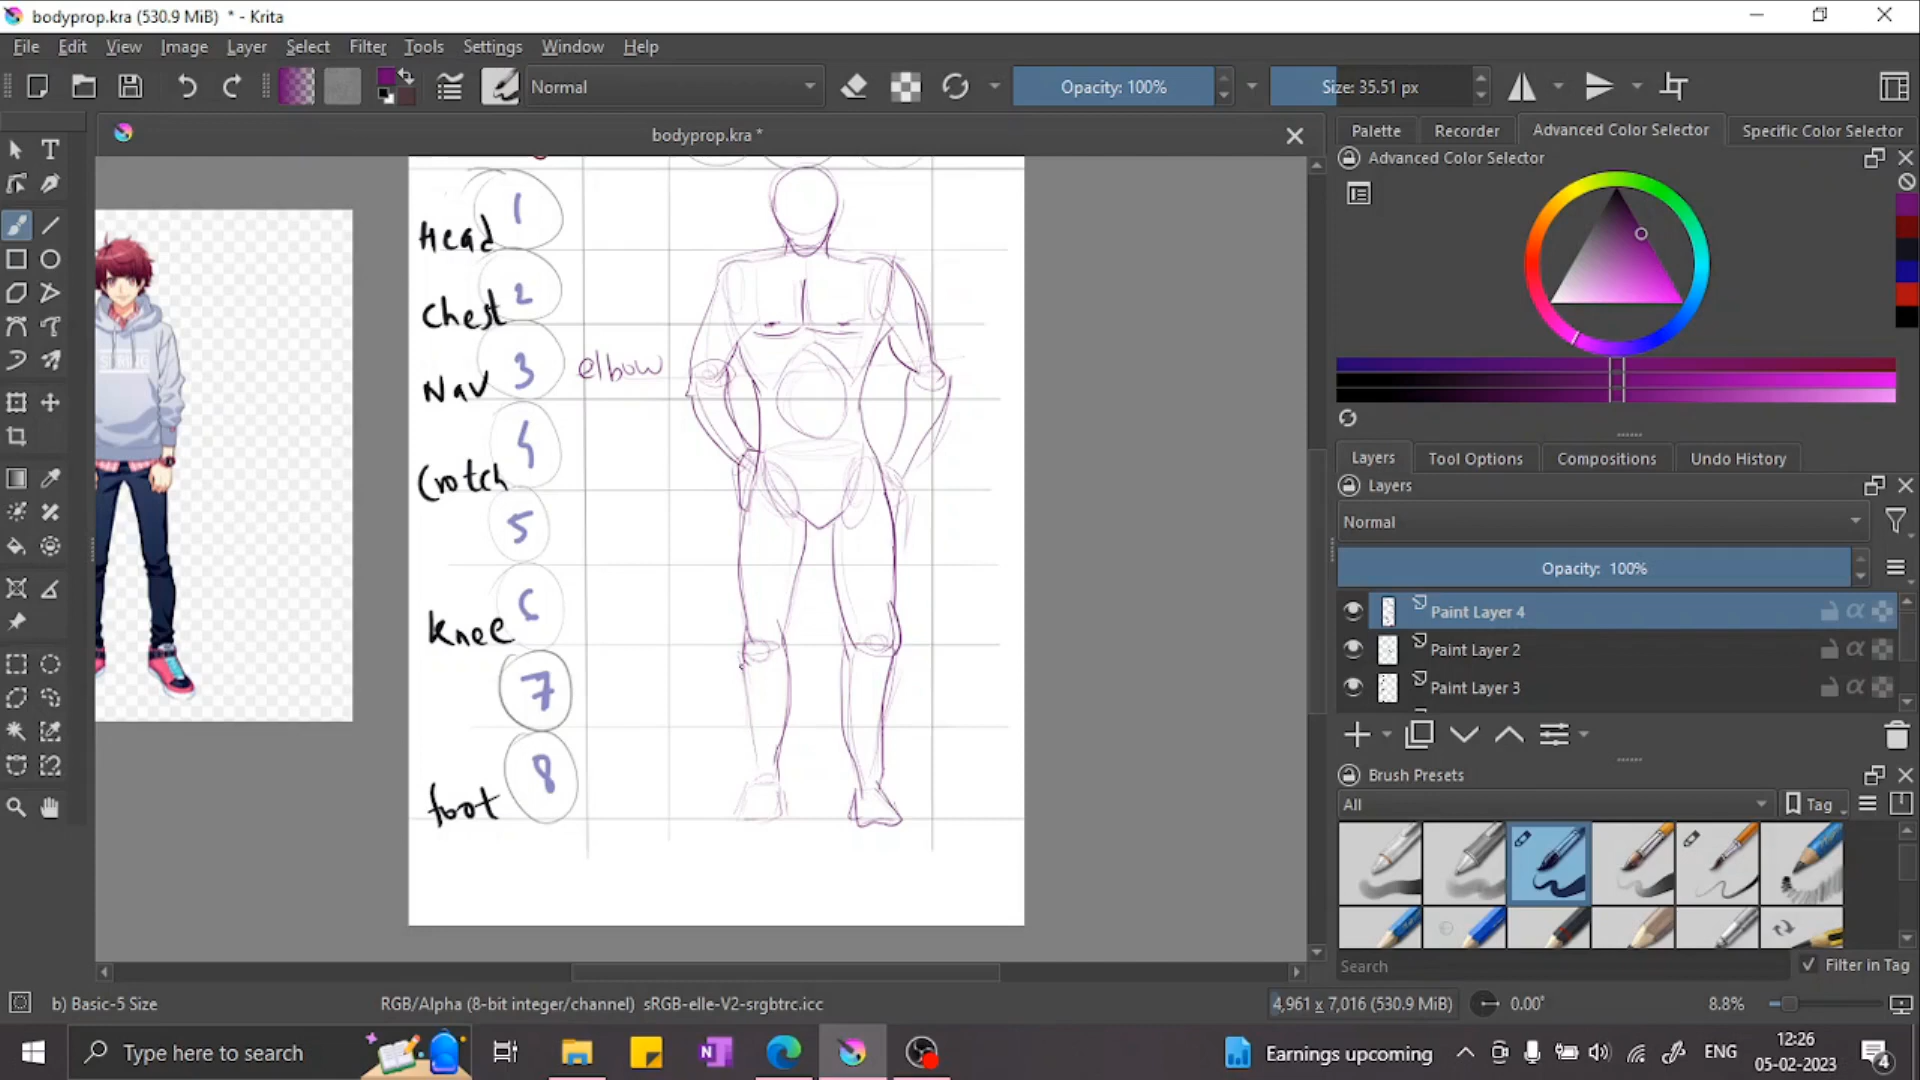 bodyprop.kra (530.9 MiB) * - Krita
File Edit View Image Layer Select Filter Tools Settings Window Help
Normal
Opacity: 100%
Size: 35.51 px
bodyprop.kra *
Palette Recorder Advanced Color Selector Specific Color Selector
Advanced Color Selector
SPRING
Head 1
Chest 2
Nav 3
elbow
Crotch 4
5
knee 6
7
foot 8
Layers Tool Options Compositions Undo History
Layers
Normal
Opacity: 100%
Paint Layer 4
Paint Layer 2
Paint Layer 3
Brush Presets
All
Tag
Search
Filter in Tag
b) Basic-5 Size
RGB/Alpha (8-bit integer/channel) sRGB-elle-V2-srgbtrc.icc
4,961 x 7,016 (530.9 MiB)
0.00°
8.8%
Type here to search
Earnings upcoming
ENG
12:26
05-02-2023
4